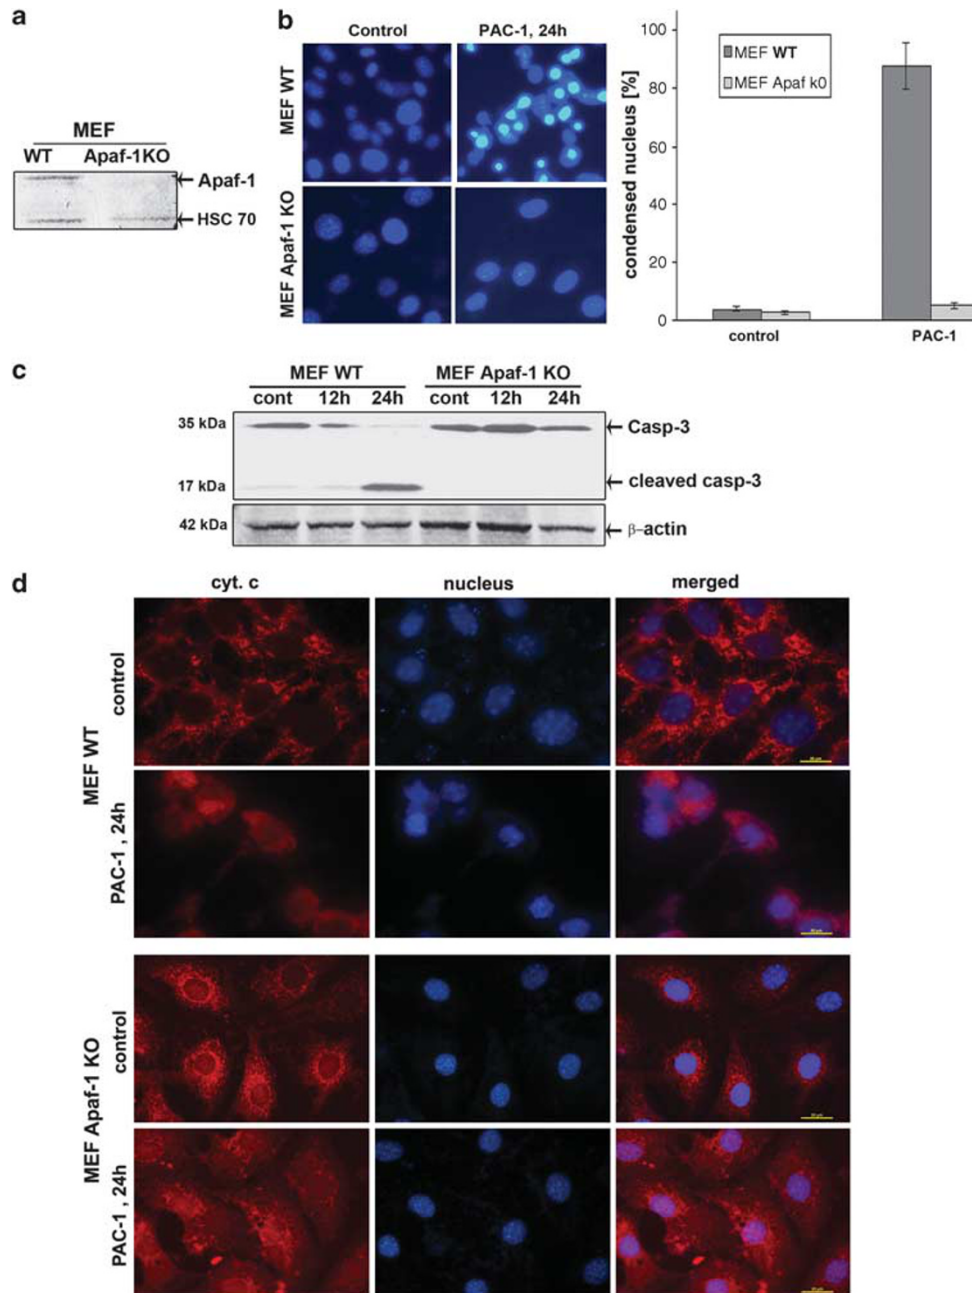 a
MEF
WT Apaf-1KO
Apaf-1
HSC 70
b
Control PAC-1, 24h
MEF WT
MEF Apaf-1 KO
condensed nucleus [%]
100
80
60
40
20
0
MEF WT
MEF Apaf k0
control PAC-1
c
MEF WT MEF Apaf-1 KO
cont 12h 24h cont 12h 24h
35 kDa
Casp-3
17 kDa
cleaved casp-3
42 kDa
β-actin
d
cyt. c nucleus merged
MEF WT
control
PAC-1 , 24h
MEF Apaf-1 KO
control
PAC-1, 24h